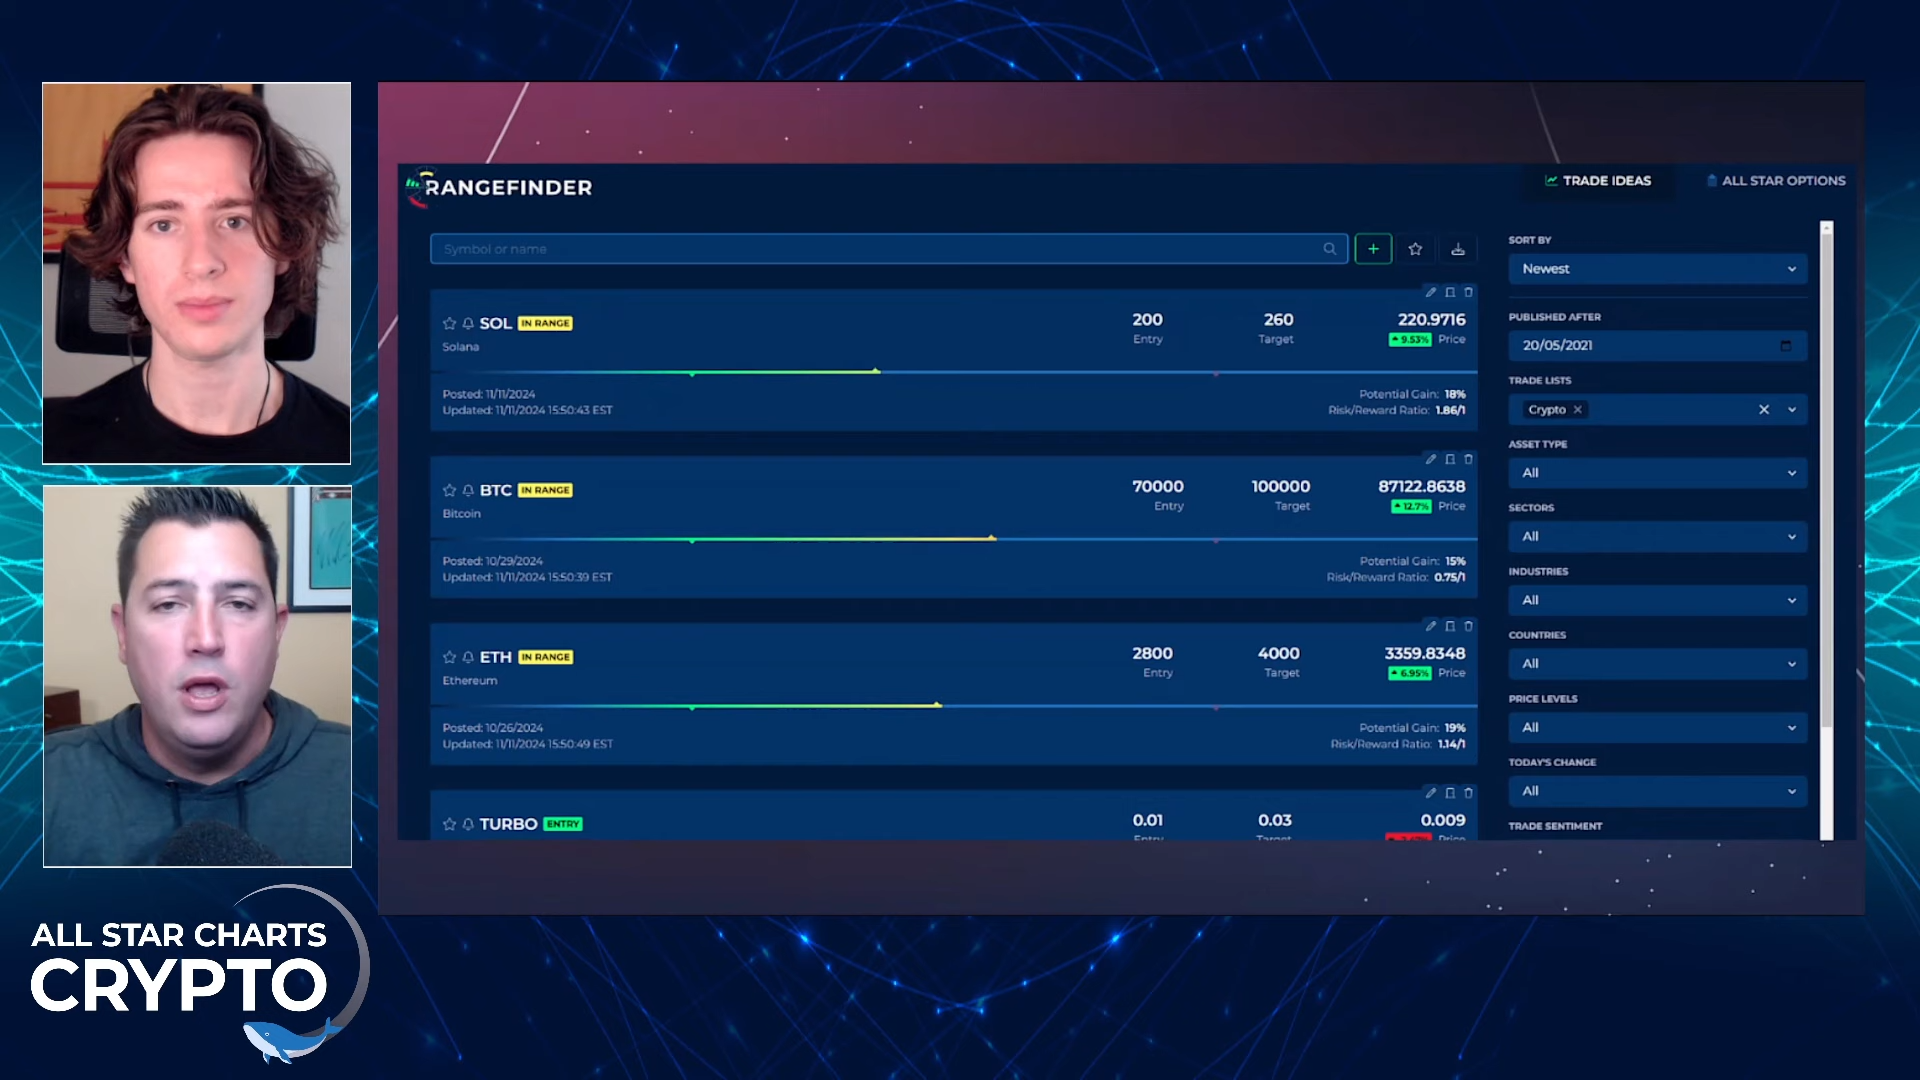 RANGEFINDER
TRADE IDEAS
ALL STAR OPTIONS
Symbol or name
SOL IN RANGE
Solana
200
Entry
260
Target
220.9716
9.53% Price
Posted: 11/11/2024
Updated: 11/11/2024 15:50:43 EST
Potential Gain: 18%
Risk/Reward Ratio: 1.86/1
BTC IN RANGE
Bitcoin
70000
Entry
100000
Target
87122.8638
12.7% Price
Posted: 10/29/2024
Updated: 11/11/2024 15:50:39 EST
Potential Gain: 15%
Risk/Reward Ratio: 0.75/1
ETH IN RANGE
Ethereum
2800
Entry
4000
Target
3359.8348
6.95% Price
Posted: 10/26/2024
Updated: 11/11/2024 15:50:49 EST
Potential Gain: 19%
Risk/Reward Ratio: 1.14/1
TURBO ENTRY
0.01
Entry
0.03
Target
0.009
Price
SORT BY
Newest
PUBLISHED AFTER
20/05/2021
TRADE LISTS
Crypto
ASSET TYPE
All
SECTORS
All
INDUSTRIES
All
COUNTRIES
All
PRICE LEVELS
All
TODAY'S CHANGE
All
TRADE SENTIMENT
ALL STAR CHARTS
CRYPTO